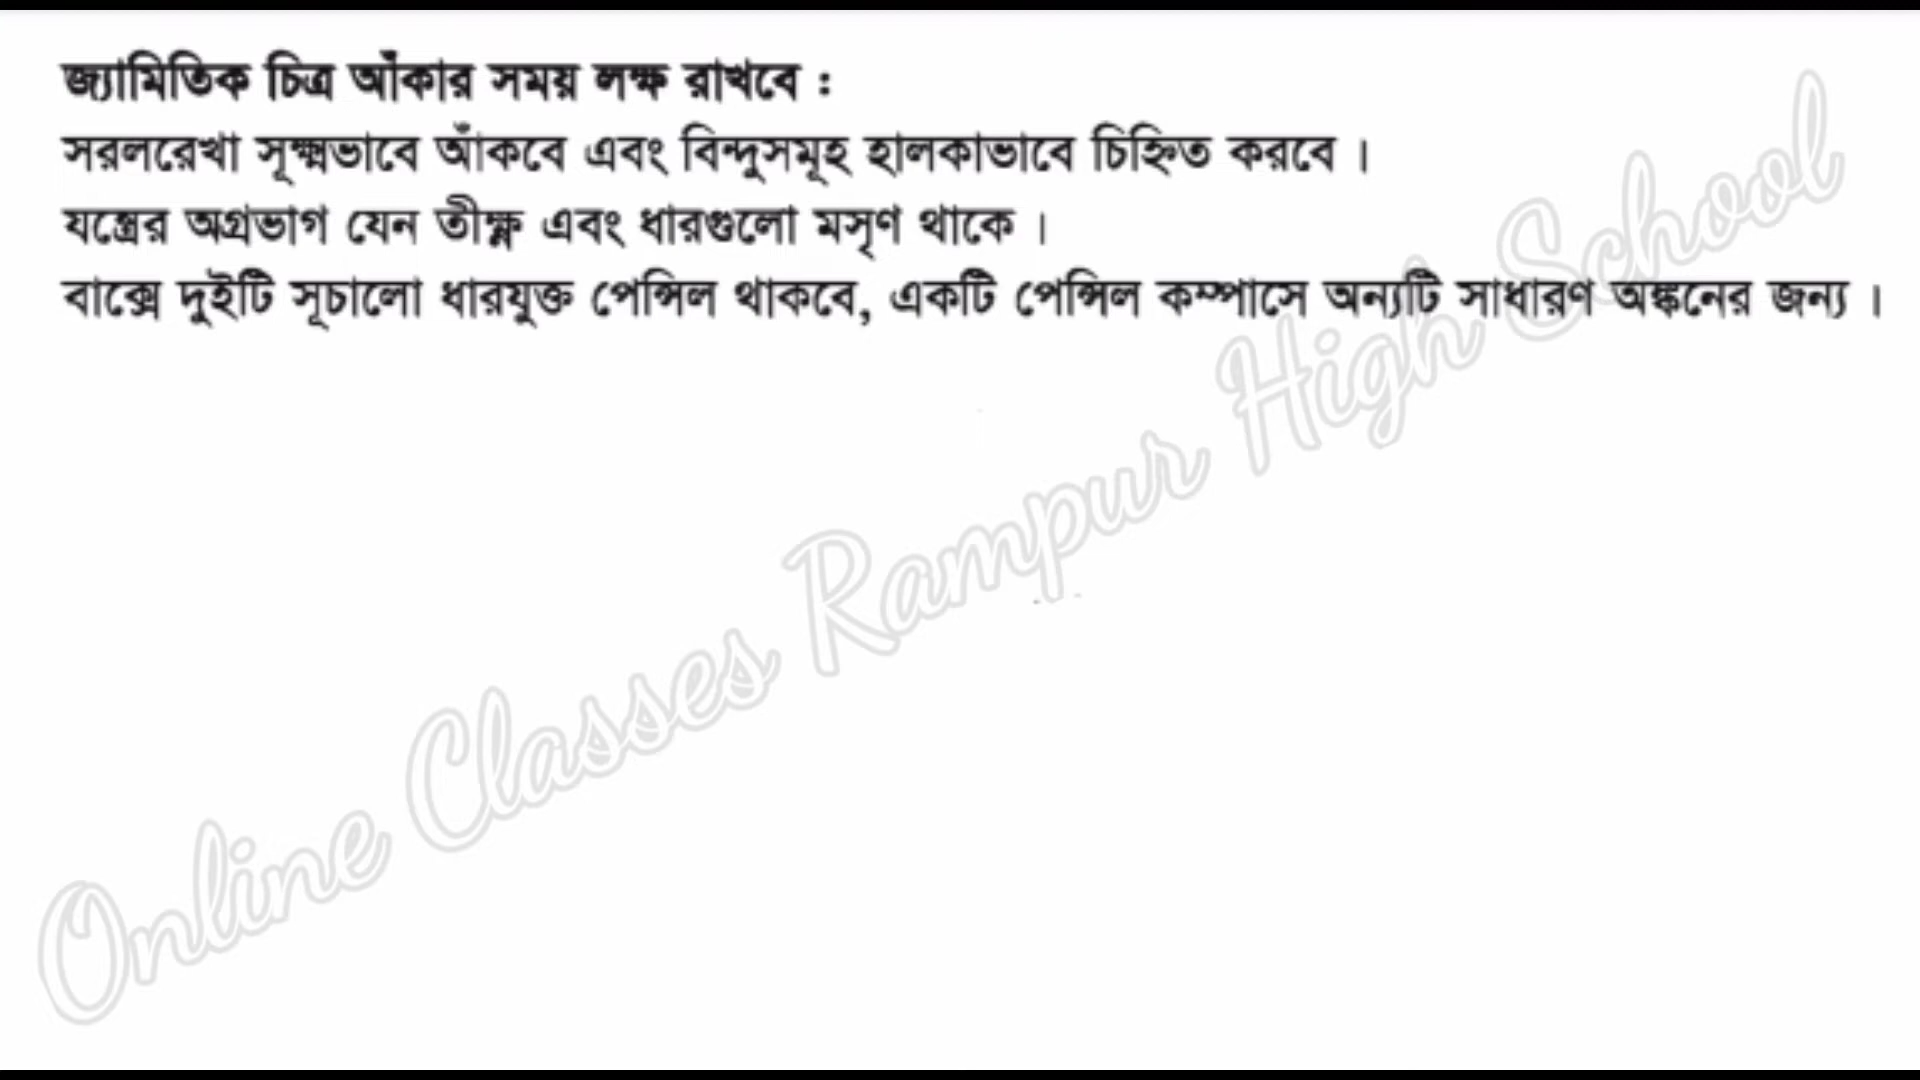 জ্যামিতিক চিত্র আঁকার সময় লক্ষ রাখবে :
সরলরেখা সূক্ষ্মভাবে আঁকবে এবং বিন্দুসমূহ হালকাভাবে চিহ্নিত করবে ।
যন্ত্রের অগ্রভাগ যেন তীক্ষ্ণ এবং ধারগুলো মসৃণ থাকে ।
বাক্সে দুইটি সূচালো ধারযুক্ত পেন্সিল থাকবে, একটি পেন্সিল কম্পাসে অন্যটি সাধারণ অঙ্কনের জন্য ।
Online Classes Rampur High School